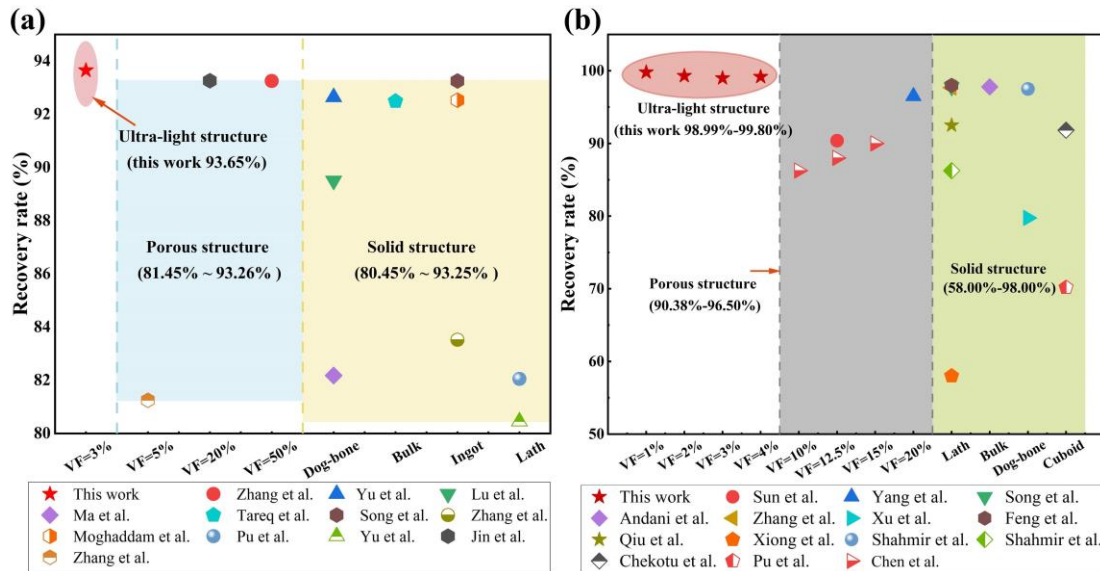 (a)
Recovery rate (%)
94
92
90
88
86
84
82
80
Ultra-light structure
(this work 93.65%)
Porous structure
(81.45% ~ 93.26% )
Solid structure
(80.45% ~ 93.25% )
VF=3%
VF=5%
VF=20%
VF=50%
Dog-bone
Bulk
Ingot
Lath
This work
Zhang et al.
Yu et al.
Lu et al.
Ma et al.
Tareq et al.
Song et al.
Zhang et al.
Moghaddam et al.
Pu et al.
Yu et al.
Jin et al.
Zhang et al.
(b)
Recovery rate (%)
100
90
80
70
60
50
Ultra-light structure
(this work 98.99%-99.80%)
Porous structure
(90.38%-96.50%)
Solid structure
(58.00%-98.00%)
VF=1%
VF=2%
VF=3%
VF=4%
VF=10%
VF=12.5%
VF=15%
VF=20%
Lath
Bulk
Dog-bone
Cuboid
This work
Sun et al.
Yang et al.
Song et al.
Andani et al.
Zhang et al.
Xu et al.
Feng et al.
Qiu et al.
Xiong et al.
Shahmir et al.
Shahmir et al.
Chekotu et al.
Pu et al.
Chen et al.